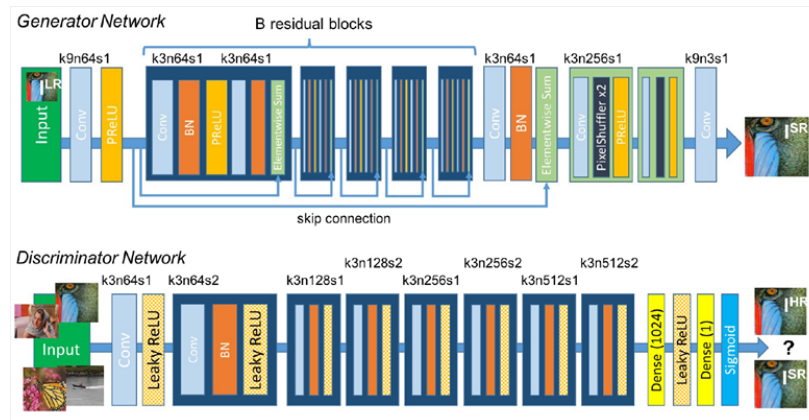 Generator Network
B residual blocks
k9n64s1
k3n64s1
k3n64s1
k3n64s1
k3n256s1
k9n3s1
I^LR
Input
Conv
PReLU
Conv
BN
PReLU
Elementwise Sum
Conv
BN
Elementwise Sum
Conv
PixelShuffler x2
PReLU
Conv
I^SR
skip connection
Discriminator Network
k3n64s1
k3n64s2
k3n128s1
k3n128s2
k3n256s1
k3n256s2
k3n512s1
k3n512s2
Input
Conv
Leaky ReLU
Conv
BN
Leaky ReLU
Dense (1024)
Leaky ReLU
Dense (1)
Sigmoid
I^HR
?
I^SR